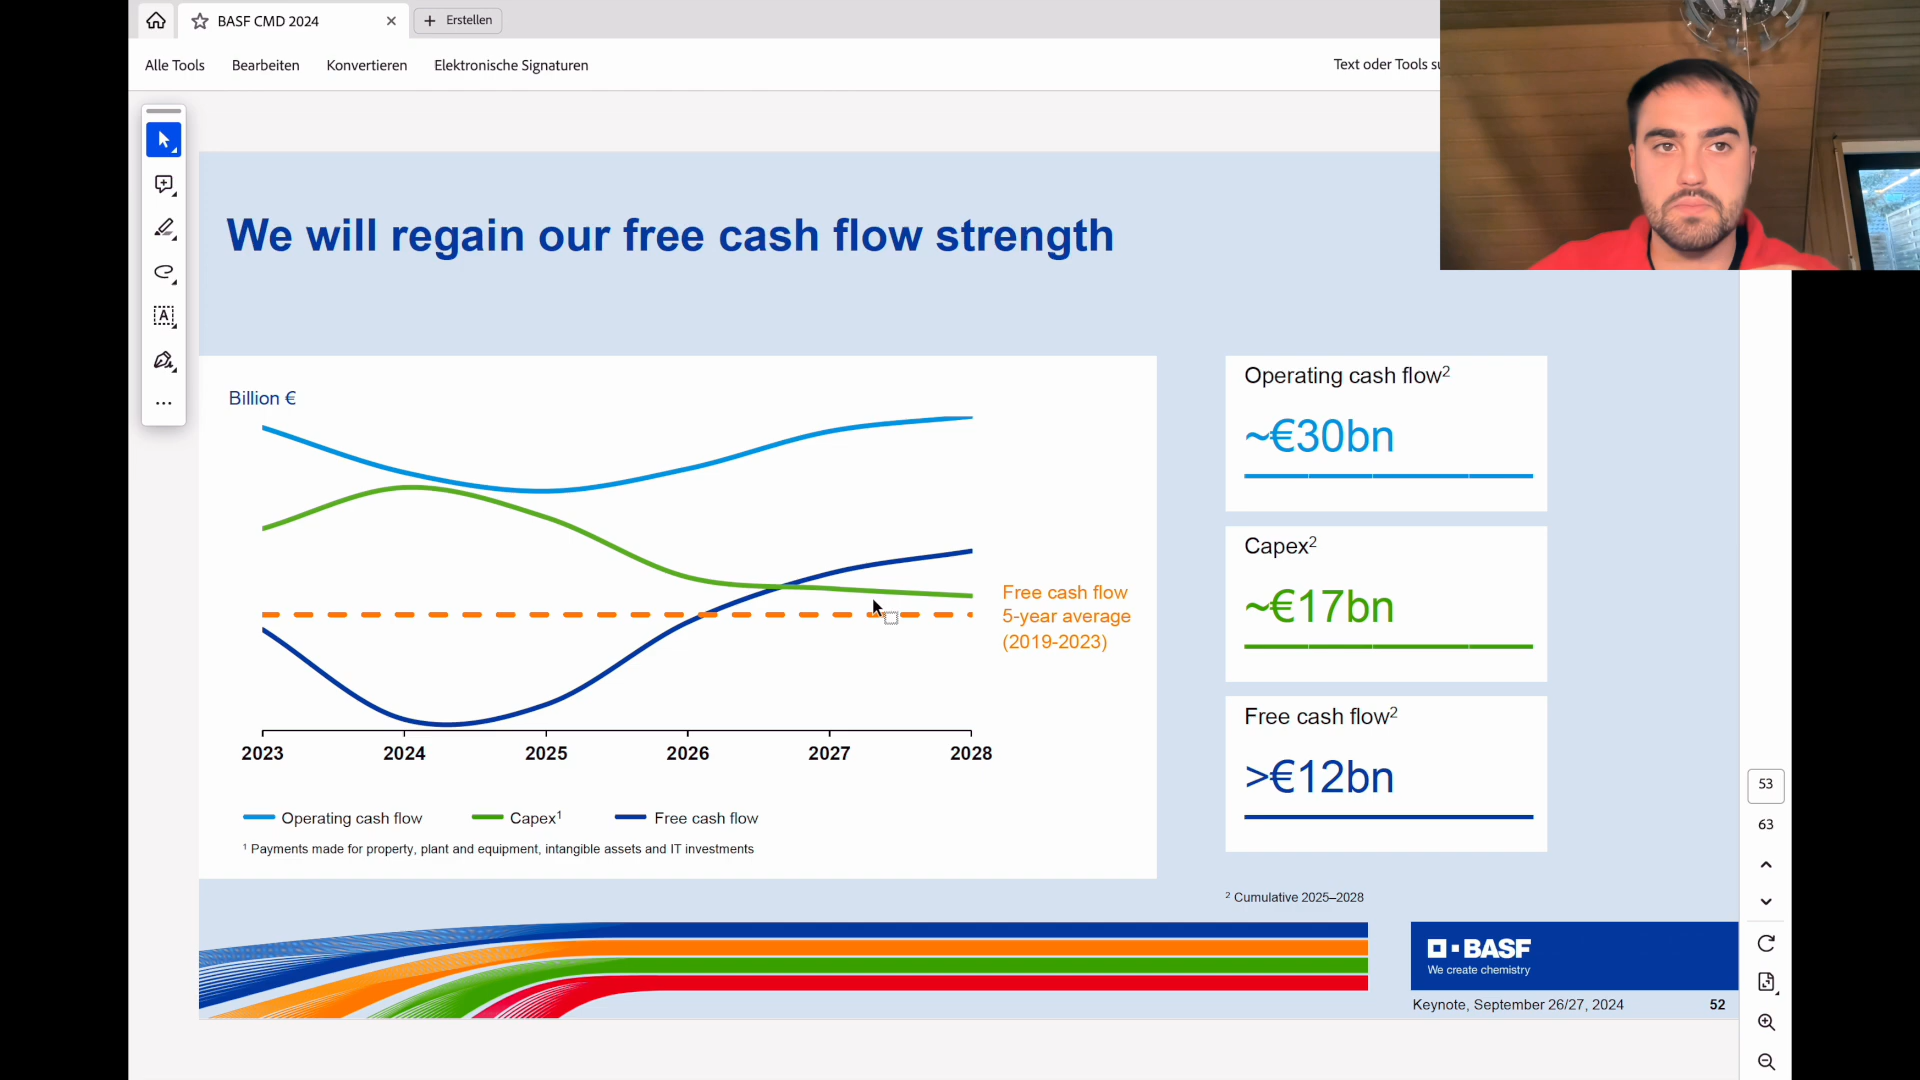 BASF CMD 2024
Erstellen
Alle Tools Bearbeiten Konvertieren Elektronische Signaturen
Text oder Tools
A
We will regain our free cash flow strength
Billion €
Free cash flow
5-year average
(2019-2023)
2023 2024 2025 2026 2027 2028
Operating cash flow Capex¹ Free cash flow
¹ Payments made for property, plant and equipment, intangible assets and IT investments
Operating cash flow²
~€30bn
Capex²
~€17bn
Free cash flow²
>€12bn
² Cumulative 2025–2028
BASF
We create chemistry
Keynote, September 26/27, 2024 52
53
63